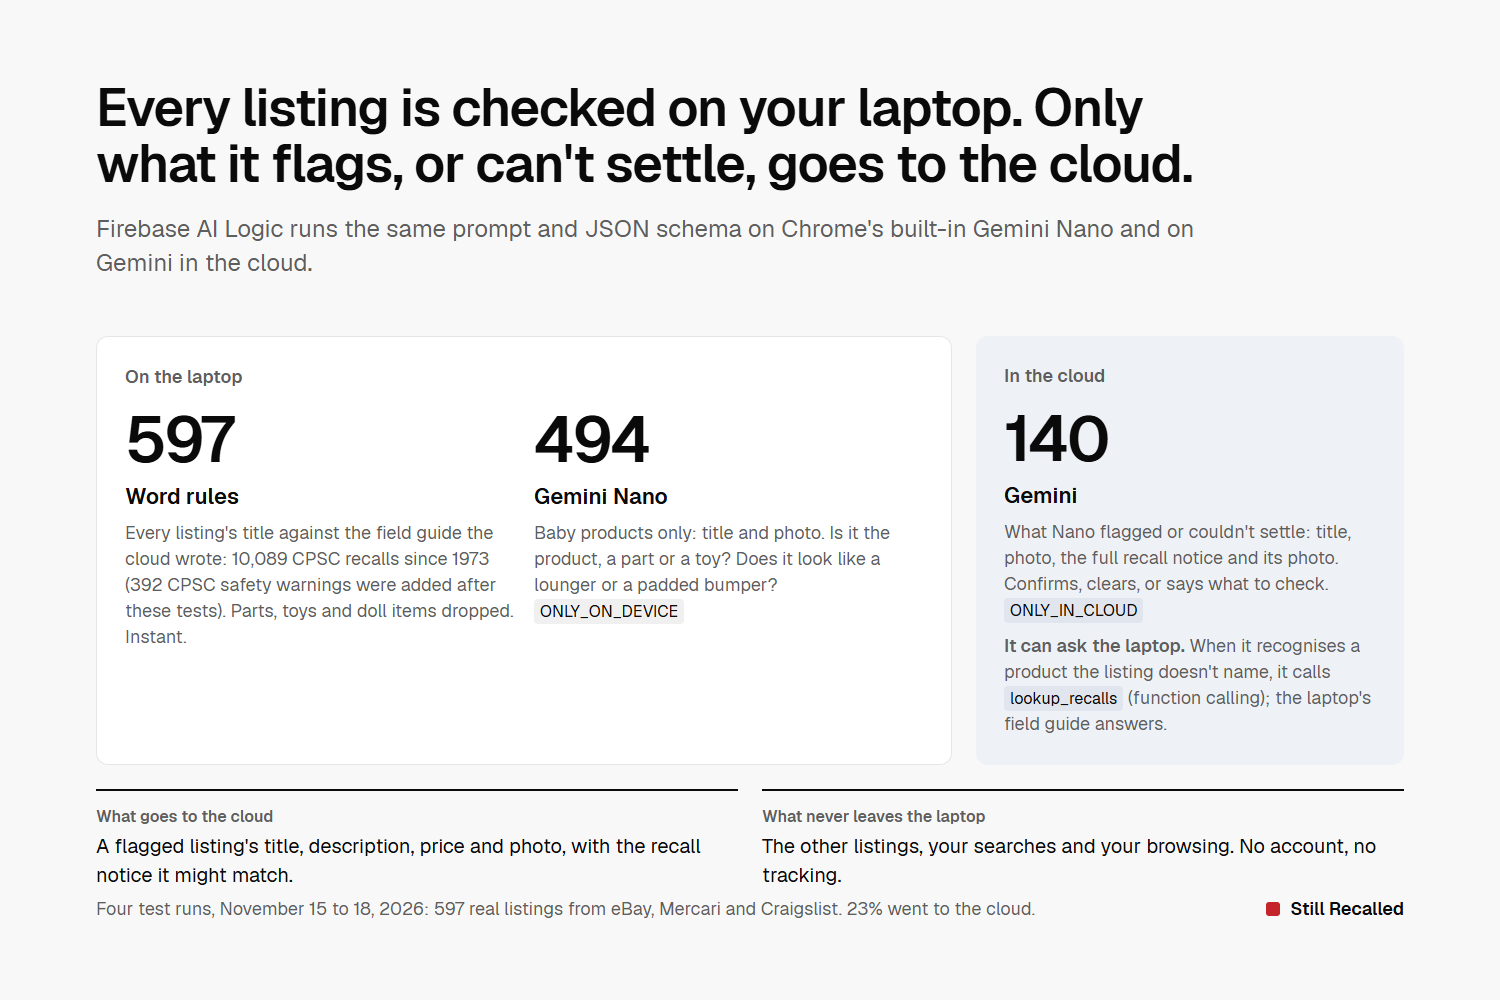 Every listing is checked on your laptop. Only
what it flags, or can't settle, goes to the cloud.
Firebase AI Logic runs the same prompt and JSON schema on Chrome's built-in Gemini Nano and on
Gemini in the cloud.
On the laptop
597
Word rules
Every listing's title against the field guide the
cloud wrote: 10,089 CPSC recalls since 1973
(392 CPSC safety warnings were added after
these tests). Parts, toys and doll items dropped.
Instant.
494
Gemini Nano
Baby products only: title and photo. Is it the
product, a part or a toy? Does it look like a
lounger or a padded bumper?
ONLY_ON_DEVICE
In the cloud
140
Gemini
What Nano flagged or couldn't settle: title,
photo, the full recall notice and its photo.
Confirms, clears, or says what to check.
ONLY_IN_CLOUD
It can ask the laptop. When it recognises a
product the listing doesn't name, it calls
lookup_recalls (function calling); the laptop's
field guide answers.
What goes to the cloud
A flagged listing's title, description, price and photo, with the recall
notice it might match.
What never leaves the laptop
The other listings, your searches and your browsing. No account, no
tracking.
Four test runs, November 15 to 18, 2026: 597 real listings from eBay, Mercari and Craigslist. 23% went to the cloud.
Still Recalled